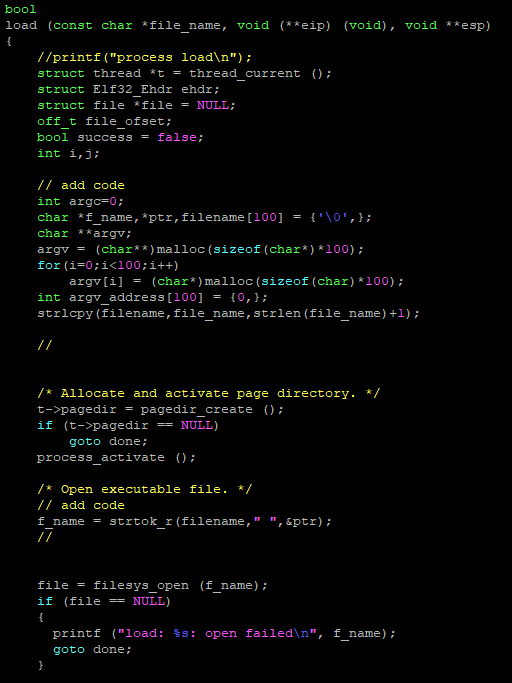 bool
load (const char *file_name, void (**eip) (void), void **esp)
{
    //printf("process load\n");
    struct thread *t = thread_current ();
    struct Elf32_Ehdr ehdr;
    struct file *file = NULL;
    off_t file_ofset;
    bool success = false;
    int i,j;

    // add code
    int argc=0;
    char *f_name,*ptr,filename[100] = {'\0',};
    char **argv;
    argv = (char**)malloc(sizeof(char*)*100);
    for(i=0;i<100;i++)
        argv[i] = (char*)malloc(sizeof(char)*100);
    int argv_address[100] = {0,};
    strlcpy(filename,file_name,strlen(file_name)+1);

    //

    /* Allocate and activate page directory. */
    t->pagedir = pagedir_create ();
    if (t->pagedir == NULL)
        goto done;
    process_activate ();

    /* Open executable file. */
    // add code
    f_name = strtok_r(filename," ",&ptr);
    //

    file = filesys_open (f_name);
    if (file == NULL)
    {
      printf ("load: %s: open failed\n", f_name);
      goto done;
    }